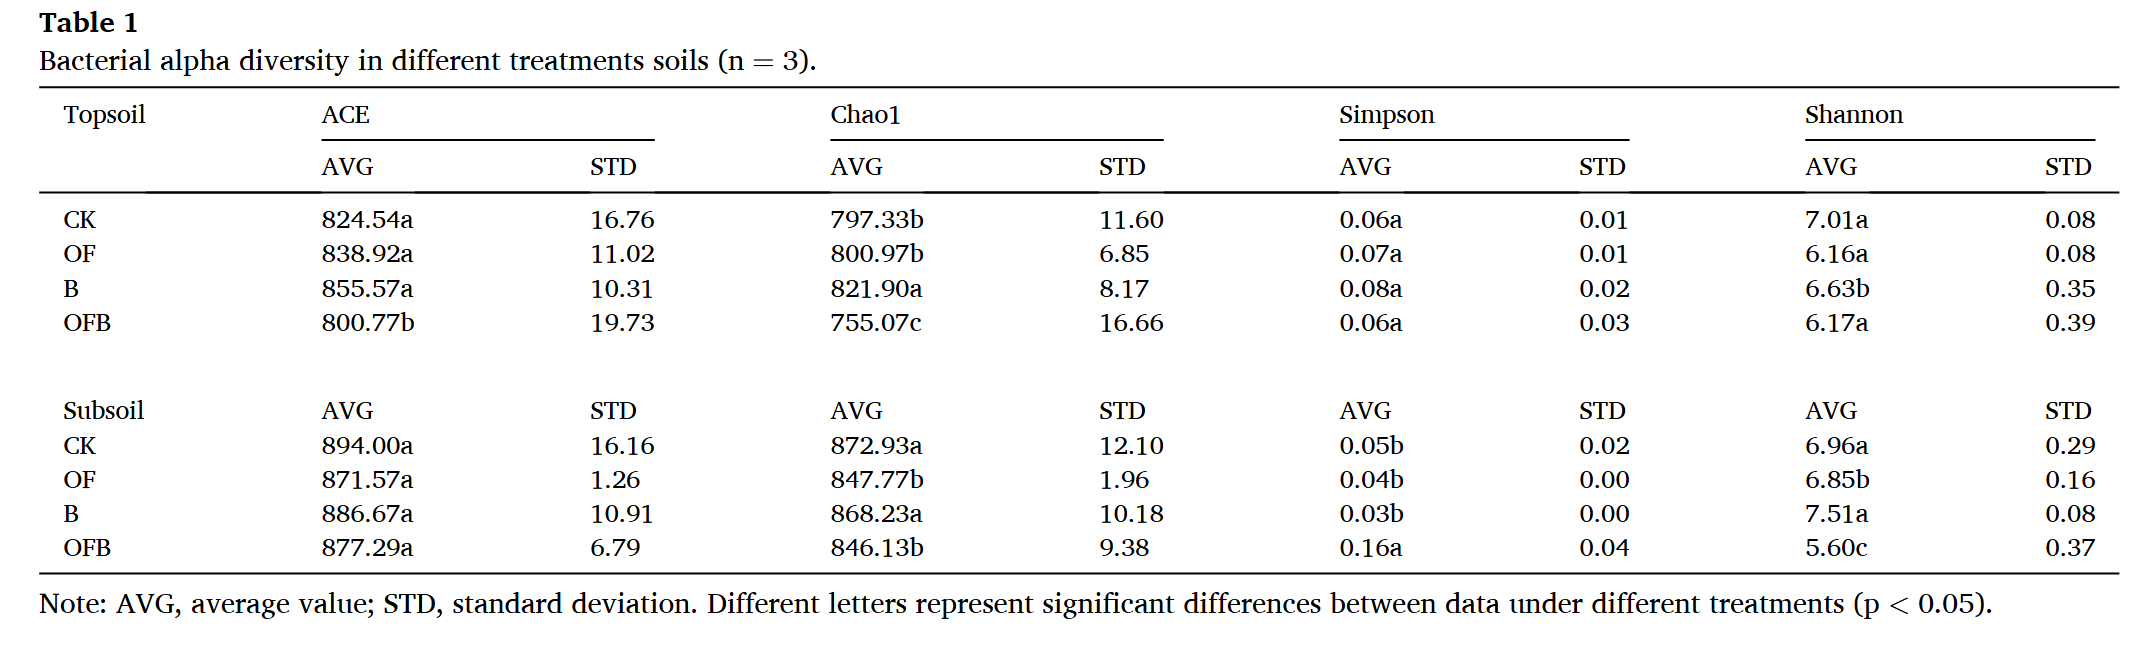 Table 1
Bacterial alpha diversity in different treatments soils (n = 3).
Topsoil ACE Chao1 Simpson Shannon
AVG STD AVG STD AVG STD AVG STD
CK 824.54a 16.76 797.33b 11.60 0.06a 0.01 7.01a 0.08
OF 838.92a 11.02 800.97b 6.85 0.07a 0.01 6.16a 0.08
B 855.57a 10.31 821.90a 8.17 0.08a 0.02 6.63b 0.35
OFB 800.77b 19.73 755.07c 16.66 0.06a 0.03 6.17a 0.39
Subsoil AVG STD AVG STD AVG STD AVG STD
CK 894.00a 16.16 872.93a 12.10 0.05b 0.02 6.96a 0.29
OF 871.57a 1.26 847.77b 1.96 0.04b 0.00 6.85b 0.16
B 886.67a 10.91 868.23a 10.18 0.03b 0.00 7.51a 0.08
OFB 877.29a 6.79 846.13b 9.38 0.16a 0.04 5.60c 0.37
Note: AVG, average value; STD, standard deviation. Different letters represent significant differences between data under different treatments (p < 0.05).